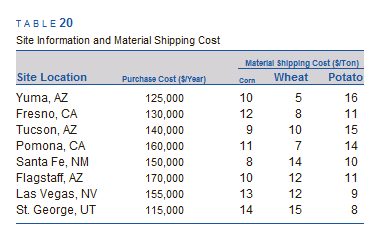 TABLE 20
Site Information and Material Shipping Cost
Material Shipping Cost ($/Ton)
Site Location Purchase Cost ($/Year) Corn Wheat Potato
Yuma, AZ 125,000 10 5 16
Fresno, CA 130,000 12 8 11
Tucson, AZ 140,000 9 10 15
Pomona, CA 160,000 11 7 14
Santa Fe, NM 150,000 8 14 10
Flagstaff, AZ 170,000 10 12 11
Las Vegas, NV 155,000 13 12 9
St. George, UT 115,000 14 15 8